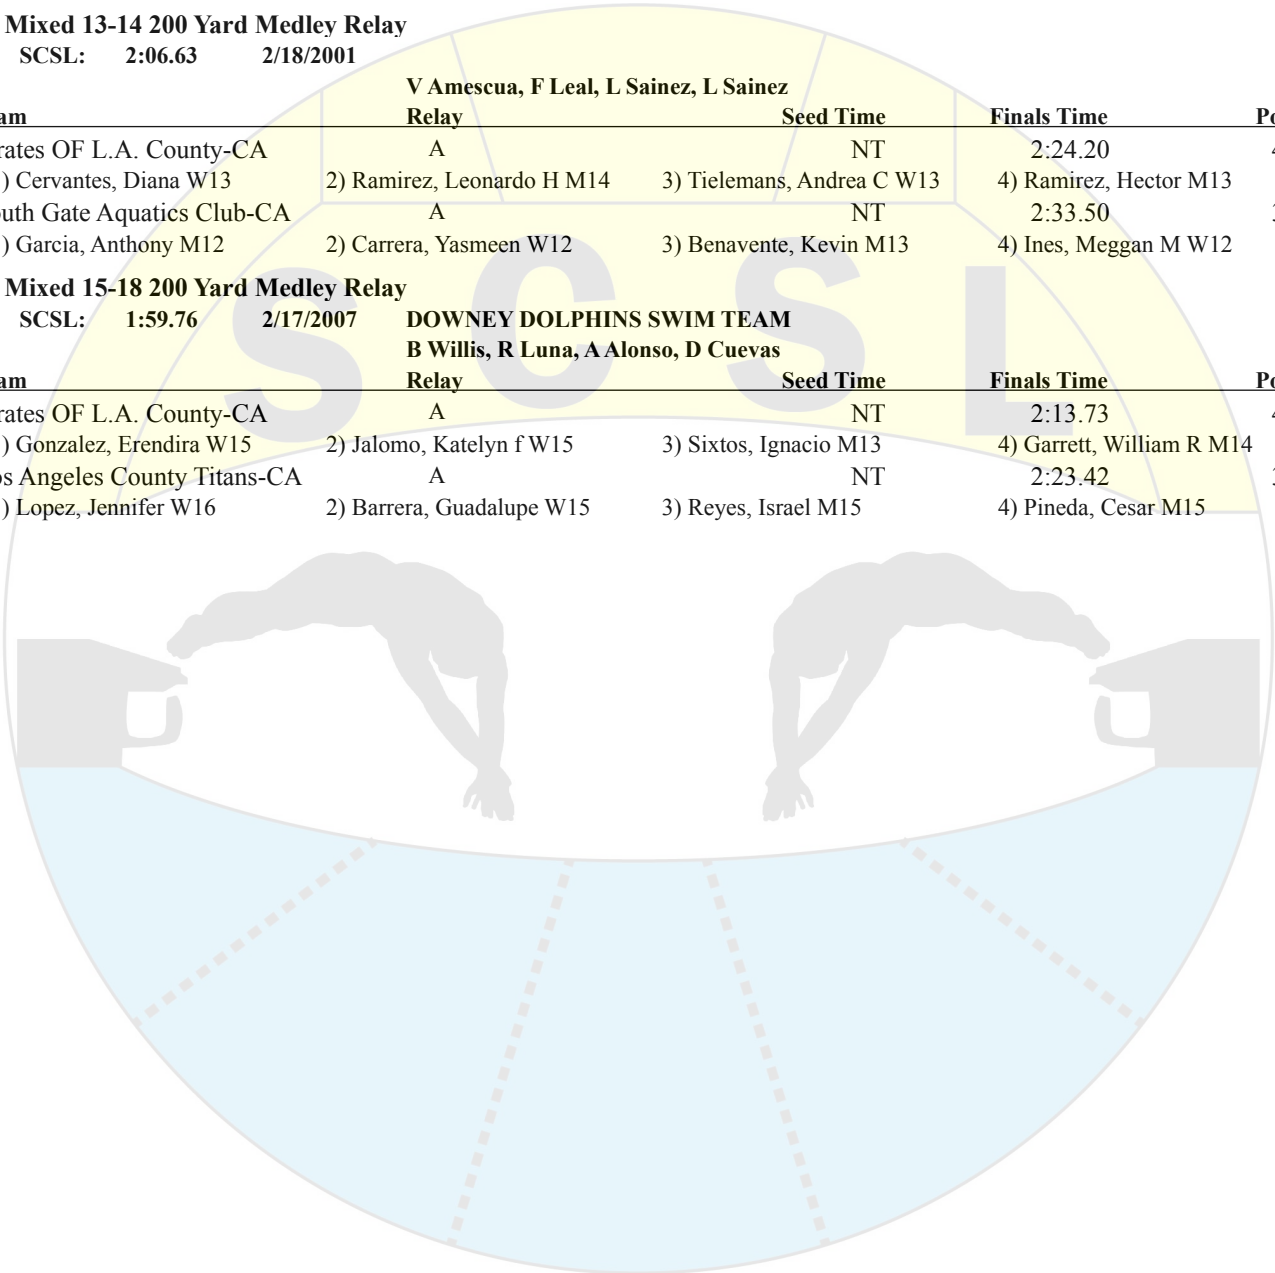 Mixed 13-14 200 Yard Medley Relay
SCSL: 2:06.63 2/18/2001
V Amescua, F Leal, L Sainez, L Sainez
am Relay Seed Time Finals Time Po
rates OF L.A. County-CA A NT 2:24.20 4
) Cervantes, Diana W13 2) Ramirez, Leonardo H M14 3) Tielemans, Andrea C W13 4) Ramirez, Hector M13
outh Gate Aquatics Club-CA A NT 2:33.50 3
) Garcia, Anthony M12 2) Carrera, Yasmeen W12 3) Benavente, Kevin M13 4) Ines, Meggan M W12
Mixed 15-18 200 Yard Medley Relay
SCSL: 1:59.76 2/17/2007 DOWNEY DOLPHINS SWIM TEAM
B Willis, R Luna, A Alonso, D Cuevas
am Relay Seed Time Finals Time Po
rates OF L.A. County-CA A NT 2:13.73 4
) Gonzalez, Erendira W15 2) Jalomo, Katelyn f W15 3) Sixtos, Ignacio M13 4) Garrett, William R M14
os Angeles County Titans-CA A NT 2:23.42 3
) Lopez, Jennifer W16 2) Barrera, Guadalupe W15 3) Reyes, Israel M15 4) Pineda, Cesar M15
SCSL